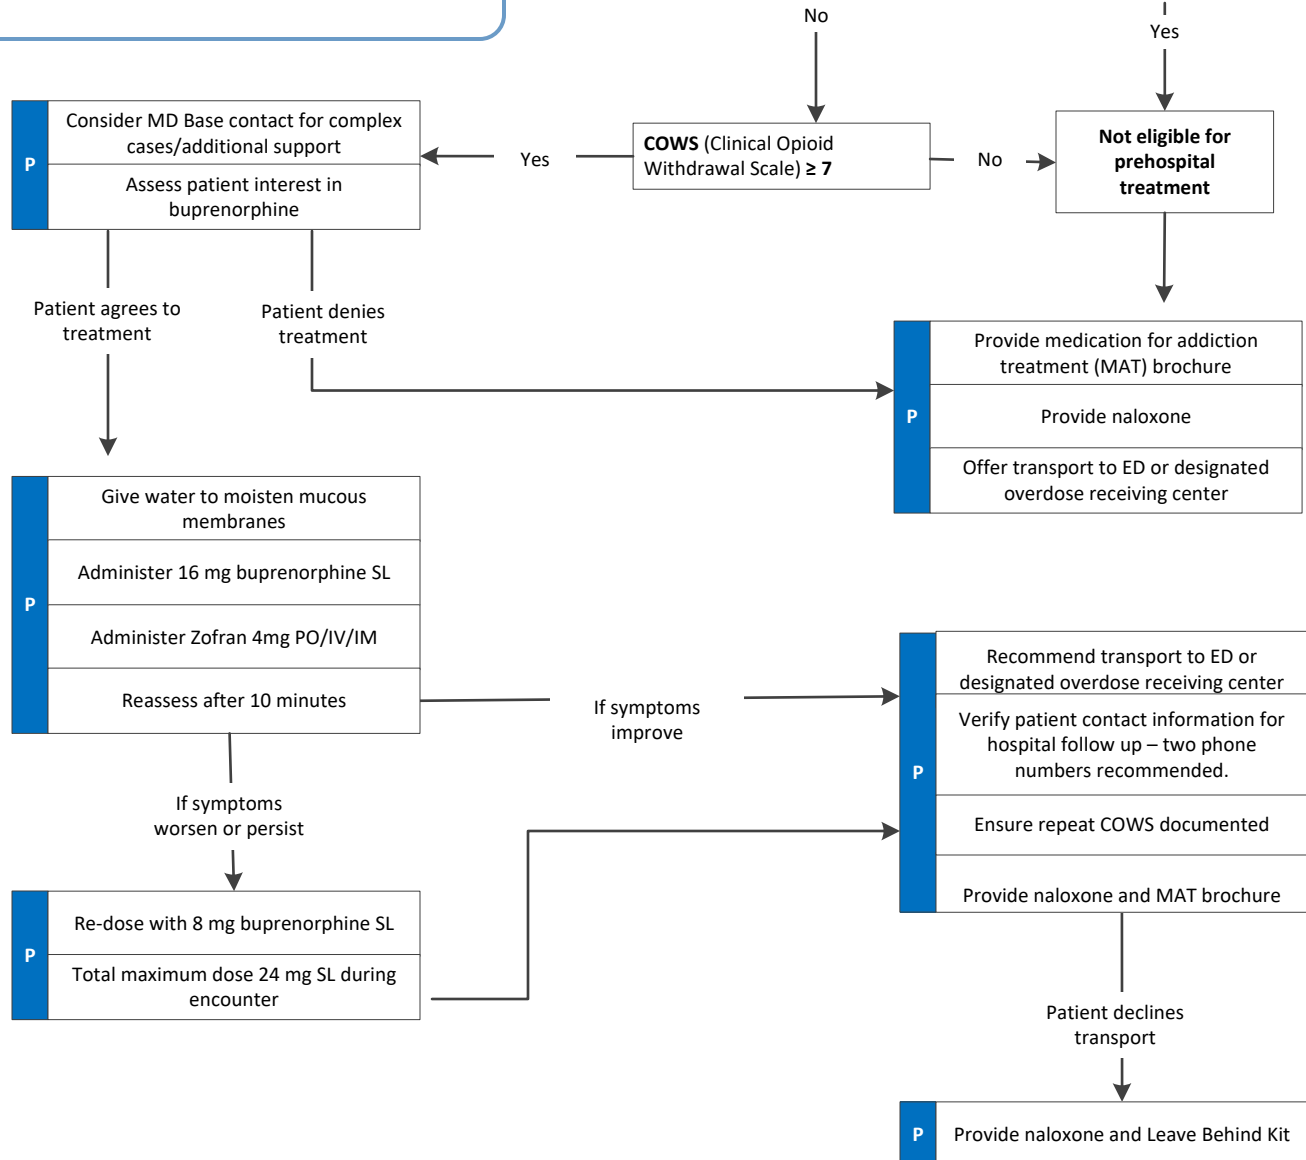 No
Yes
P
Consider MD Base contact for complex
cases/additional support
Assess patient interest in
buprenorphine
Yes
COWS (Clinical Opioid
Withdrawal Scale) ≥ 7
No
Not eligible for
prehospital
treatment
Patient agrees to
treatment
Patient denies
treatment
P
Provide medication for addiction
treatment (MAT) brochure
Provide naloxone
Offer transport to ED or designated
overdose receiving center
P
Give water to moisten mucous
membranes
Administer 16 mg buprenorphine SL
Administer Zofran 4mg PO/IV/IM
Reassess after 10 minutes
If symptoms
improve
P
Recommend transport to ED or
designated overdose receiving center
Verify patient contact information for
hospital follow up – two phone
numbers recommended.
Ensure repeat COWS documented
Provide naloxone and MAT brochure
If symptoms
worsen or persist
P
Re-dose with 8 mg buprenorphine SL
Total maximum dose 24 mg SL during
encounter
Patient declines
transport
P
Provide naloxone and Leave Behind Kit